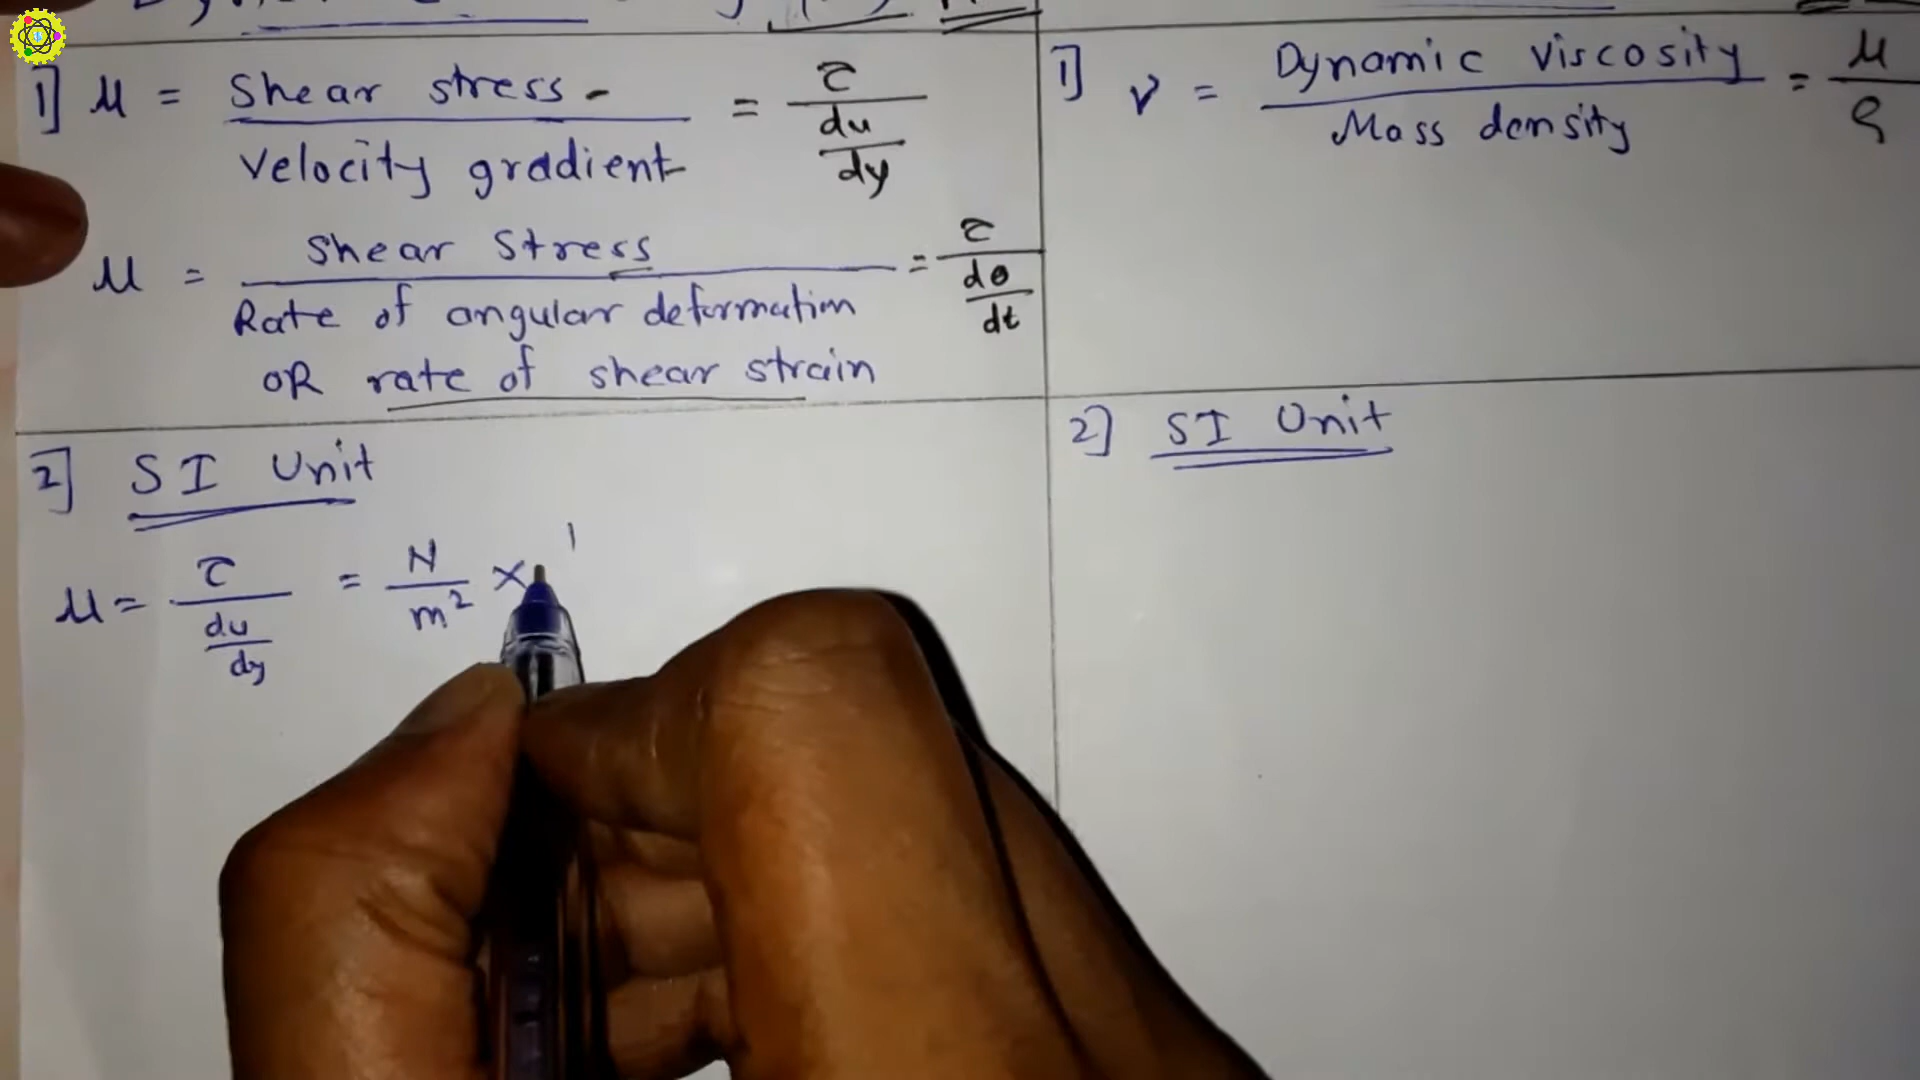 1] μ = Shear stress / Velocity gradient = τ / du/dy
μ = Shear Stress / Rate of angular deformation OR rate of shear strain = τ / dθ/dt
2] SI Unit
μ = τ / du/dy = N/m² × 1
1] ν = Dynamic Viscosity / Mass density = μ/ρ
2] SI Unit